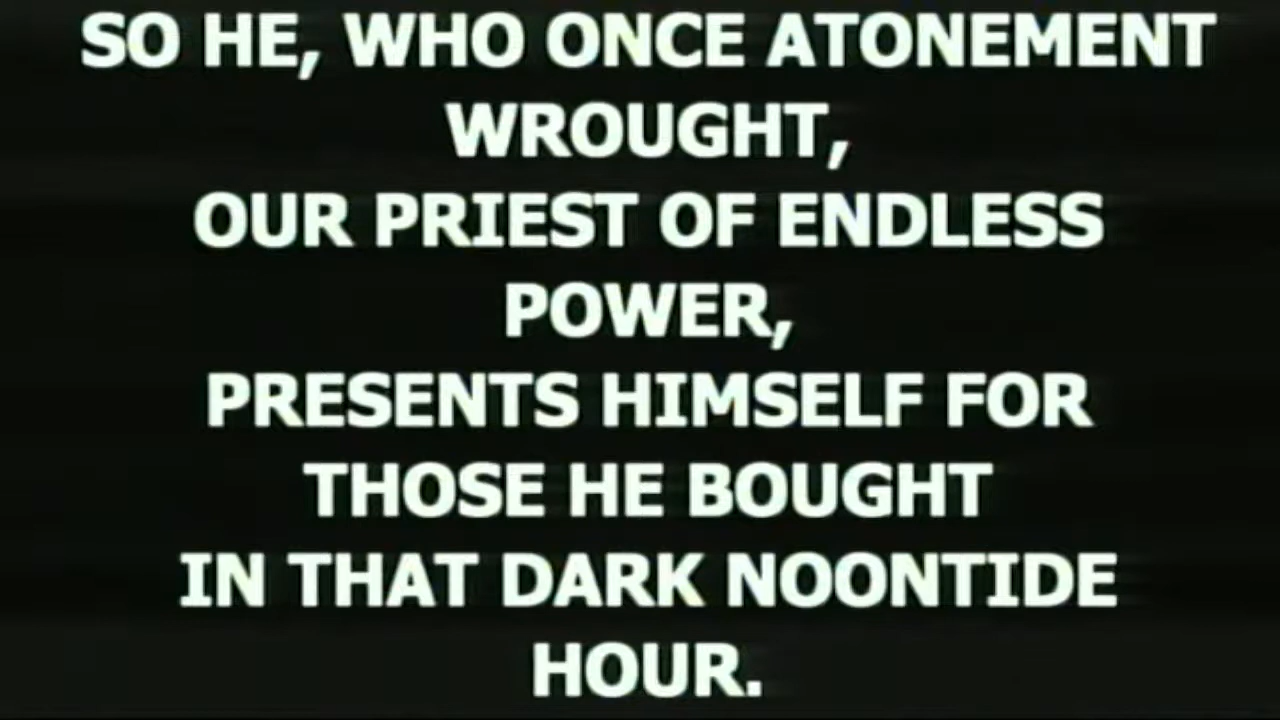 SO HE, WHO ONCE ATONEMENT
WROUGHT,
OUR PRIEST OF ENDLESS
POWER,
PRESENTS HIMSELF FOR
THOSE HE BOUGHT
IN THAT DARK NOONTIDE
HOUR.